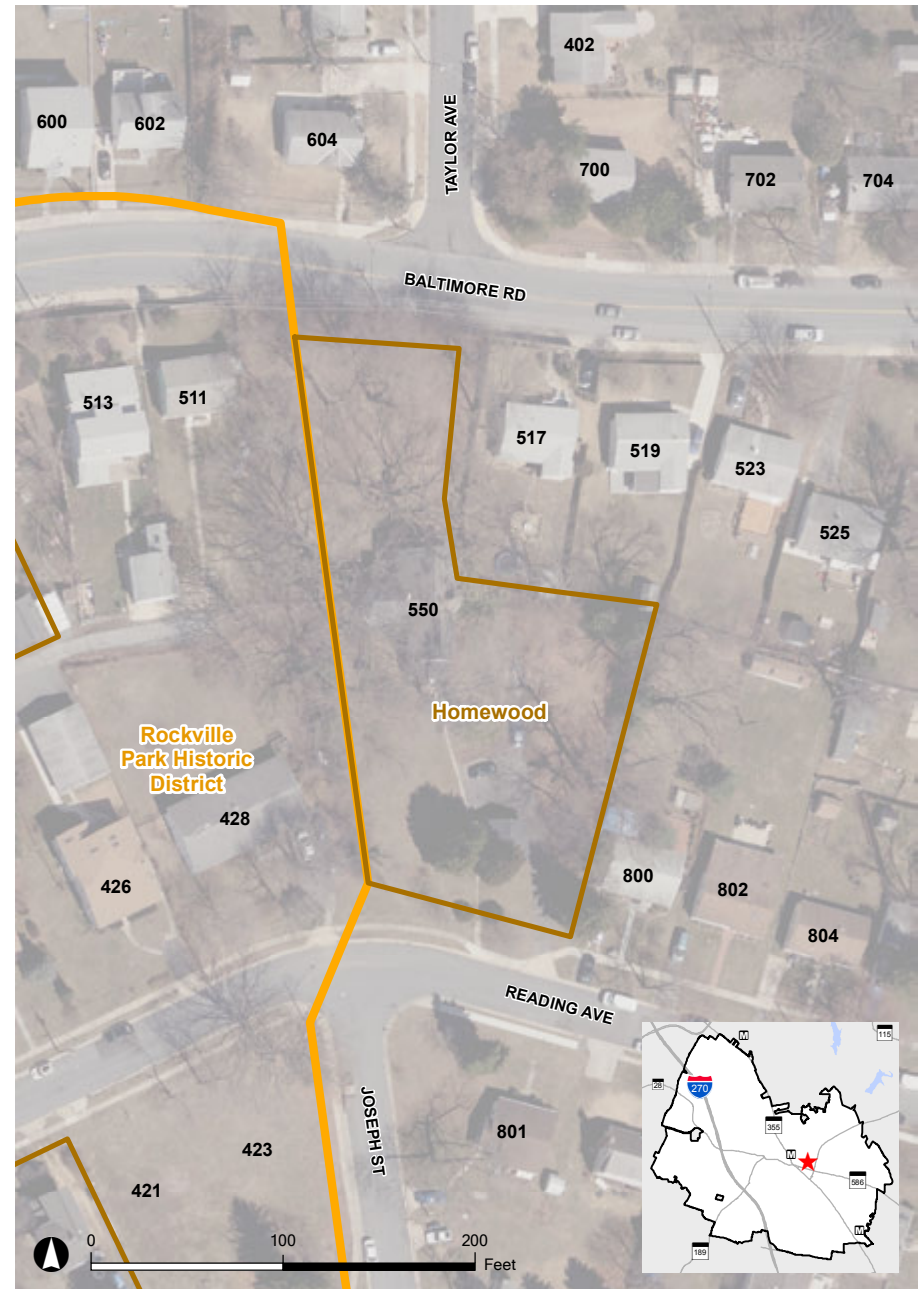 402
TAYLOR AVE
600
602
604
700
702
704
BALTIMORE RD
513
511
517
519
523
525
550
Homewood
Rockville
Park Historic
District
428
426
800
802
804
READING AVE
JOSEPH ST
801
423
421
0
100
200
Feet
M
115
28
270
355
M
586
M
189